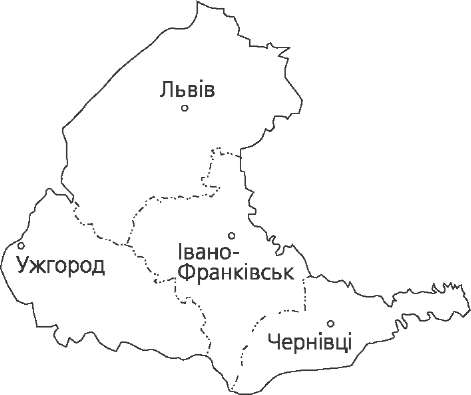 Львів
Ужгород
Івано-
Франківськ
Чернівці